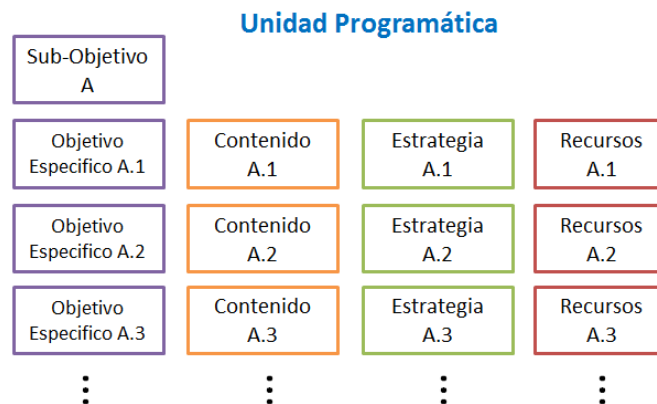 Unidad Programática
Sub-Objetivo
A
Objetivo
Especifico A.1
Contenido
A.1
Estrategia
A.1
Recursos
A.1
Objetivo
Especifico A.2
Contenido
A.2
Estrategia
A.2
Recursos
A.2
Objetivo
Especifico A.3
Contenido
A.3
Estrategia
A.3
Recursos
A.3